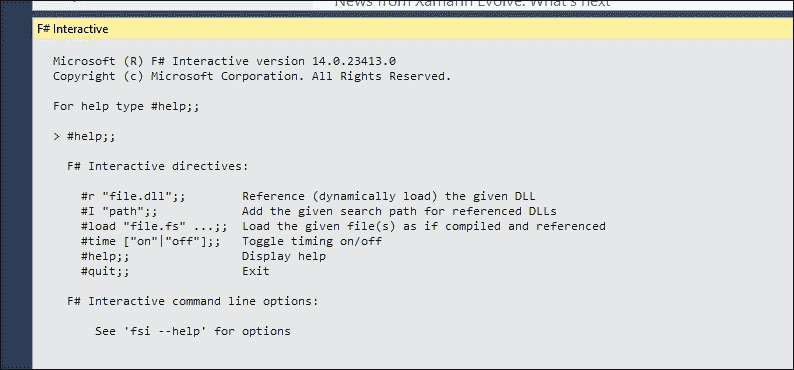 News from Xamarin Evolve: What's next
F# Interactive
Microsoft (R) F# Interactive version 14.0.23413.0
Copyright (c) Microsoft Corporation. All Rights Reserved.
For help type #help;;
> #help;;
F# Interactive directives:
#r "file.dll";; Reference (dynamically load) the given DLL
#I "path";; Add the given search path for referenced DLLs
#load "file.fs" ...;; Load the given file(s) as if compiled and referenced
#time ["on"|"off"];; Toggle timing on/off
#help;; Display help
#quit;; Exit
F# Interactive command line options:
See 'fsi --help' for options